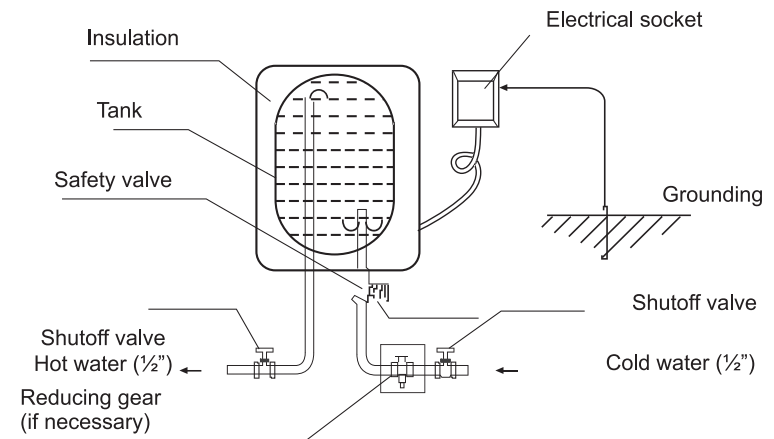 Electrical socket
Insulation
Tank
Safety valve
Grounding
Shutoff valve
Hot water (½”)
Shutoff valve
Cold water (½”)
Reducing gear
(if necessary)